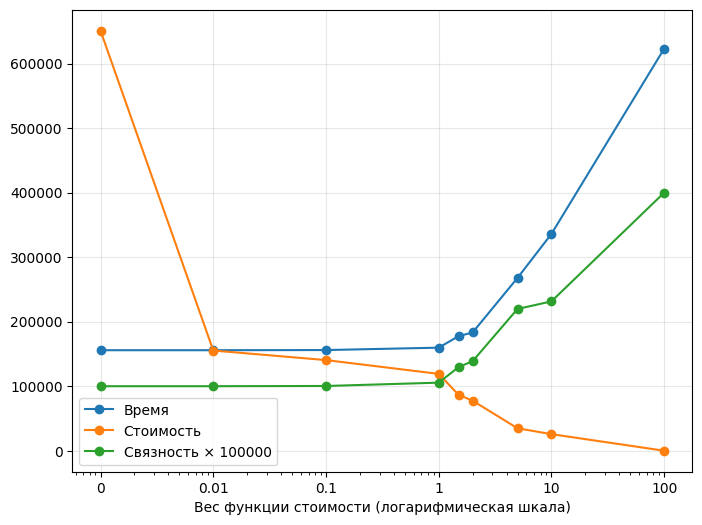 600000
500000
400000
300000
200000
100000
0
Время
Стоимость
Связность × 100000
0 0.01 0.1 1 10 100
Вес функции стоимости (логарифмическая шкала)